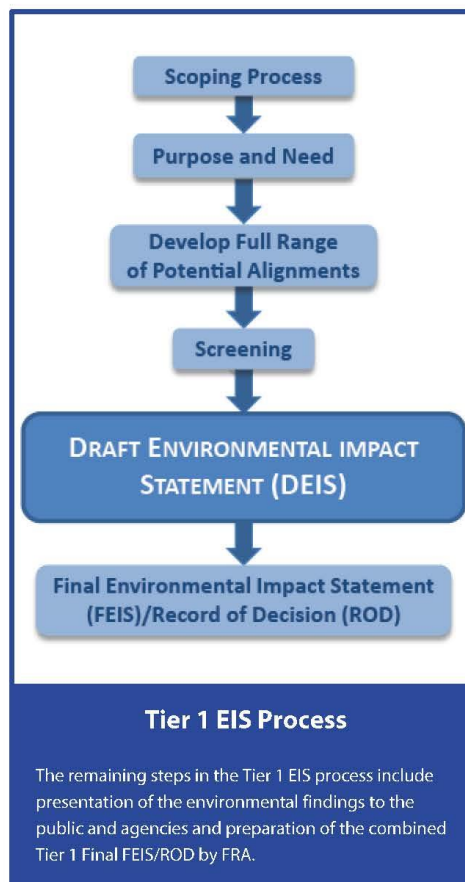 Scoping Process
Purpose and Need
Develop Full Range
of Potential Alignments
Screening
DRAFT ENVIRONMENTAL IMPACT
STATEMENT (DEIS)
Final Environmental Impact Statement
(FEIS)/Record of Decision (ROD)
Tier 1 EIS Process
The remaining steps in the Tier 1 EIS process include
presentation of the environmental findings to the
public and agencies and preparation of the combined
Tier 1 Final FEIS/ROD by FRA.